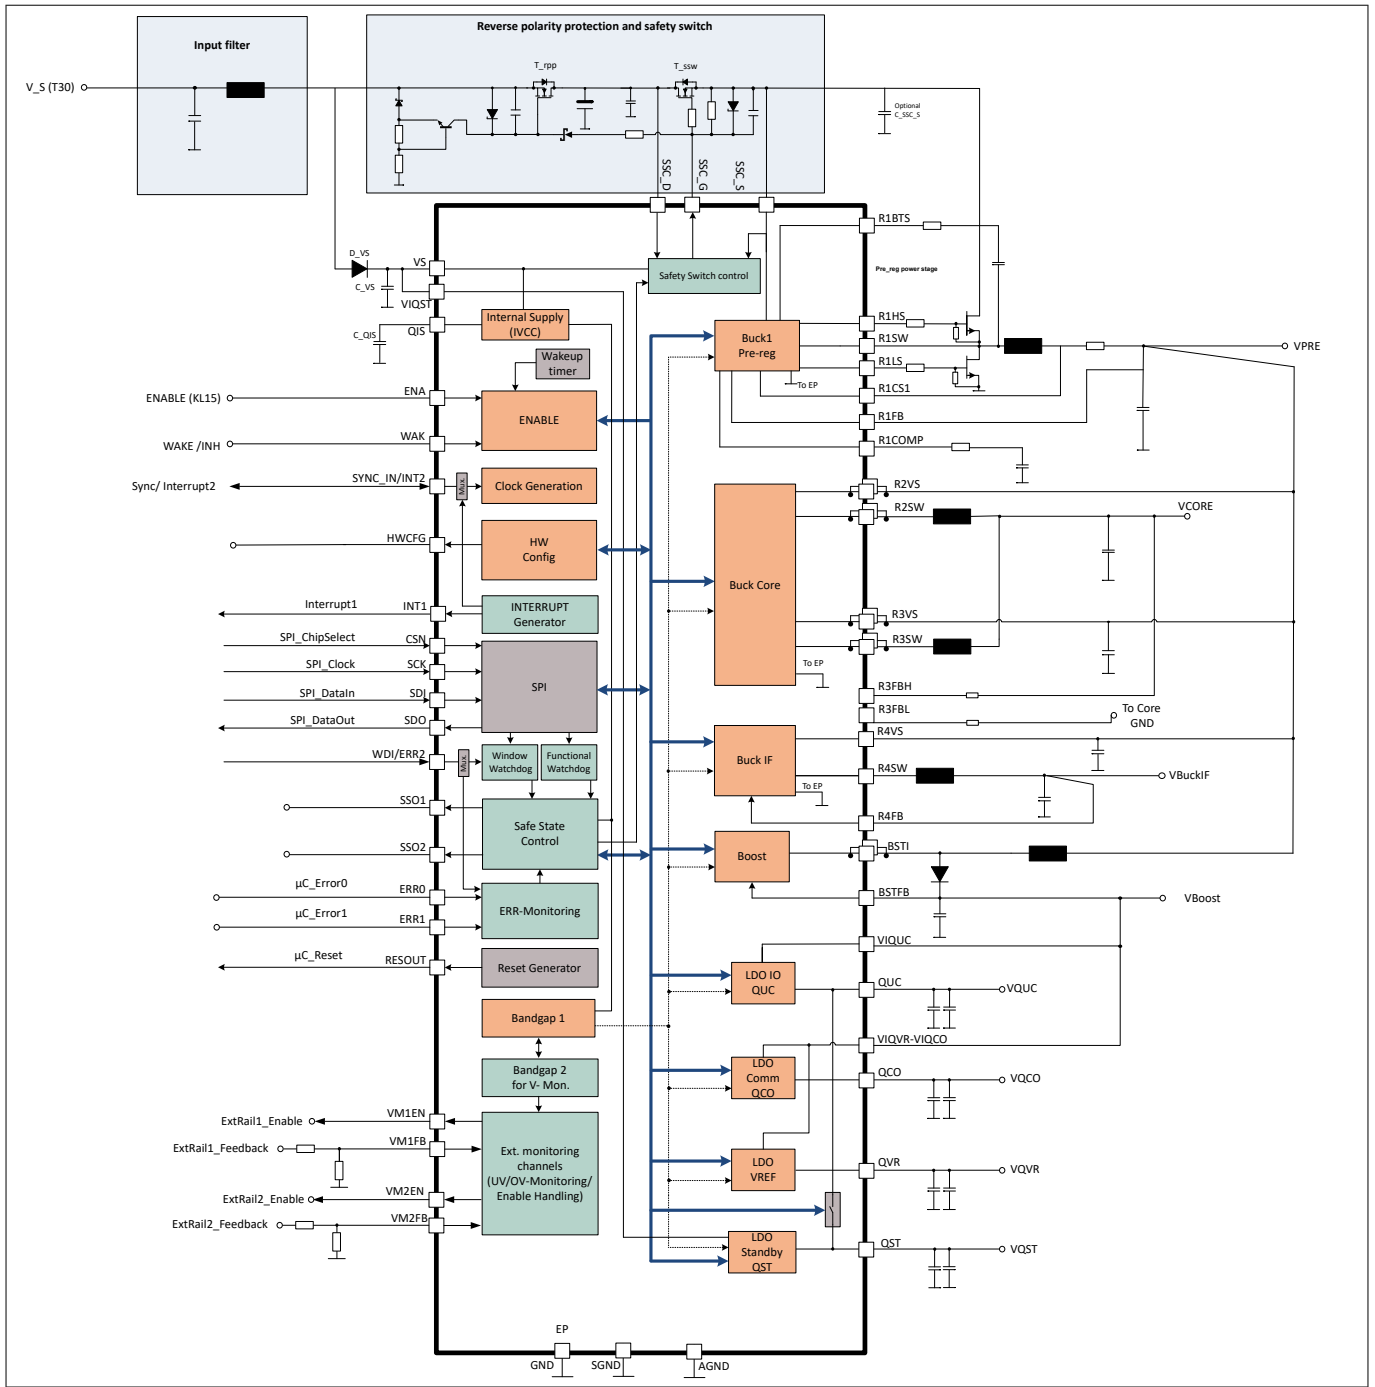 Reverse polarity protection and safety switch
Input filter
T_rpp
T_ssw
V_S (T30)
Optional
C_SSC_S
SSC_D
SSC_G
SSC_S
R1BTS
D_VS
VS
C_VS
Safety Switch control
Pre_reg power stage
VIQST
Internal Supply
(IVCC)
C_QIS
QIS
R1HS
Buck1
Pre-reg
R1SW
VPRE
Wakeup
timer
R1LS
To EP
ENA
R1CS1
ENABLE (KL15)
ENABLE
R1FB
WAK
WAKE /INH
R1COMP
SYNC_IN/INT2
Sync/ Interrupt2
Mux.
Clock Generation
R2VS
R2SW
VCORE
HWCFG
HW
Config
Buck Core
Interrupt1
INT1
INTERRUPT
Generator
R3VS
SPI_ChipSelect
CSN
R3SW
SPI_Clock
SCK
To EP
SPI
SPI_DataIn
SDI
R3FBH
SPI_DataOut
SDO
R3FBL
To Core
GND
R4VS
WDI/ERR2
Mux.
Window
Watchdog
Functional
Watchdog
Buck IF
R4SW
VBuckIF
To EP
SSO1
R4FB
Safe State
Control
SSO2
Boost
BSTI
µC_Error0
ERR0
BSTFB
VBoost
µC_Error1
ERR1
ERR-Monitoring
VIQUC
µC_Reset
RESOUT
Reset Generator
LDO IO
QUC
QUC
VQUC
Bandgap 1
VIQVR-VIQCO
Bandgap 2
for V- Mon.
LDO
Comm
QCO
QCO
VQCO
ExtRail1_Enable
VM1EN
ExtRail1_Feedback
VM1FB
Ext. monitoring
channels
(UV/OV-Monitoring/
Enable Handling)
LDO
VREF
QVR
VQVR
ExtRail2_Enable
VM2EN
ExtRail2_Feedback
VM2FB
LDO
Standby
QST
QST
VQST
EP
GND
SGND
AGND